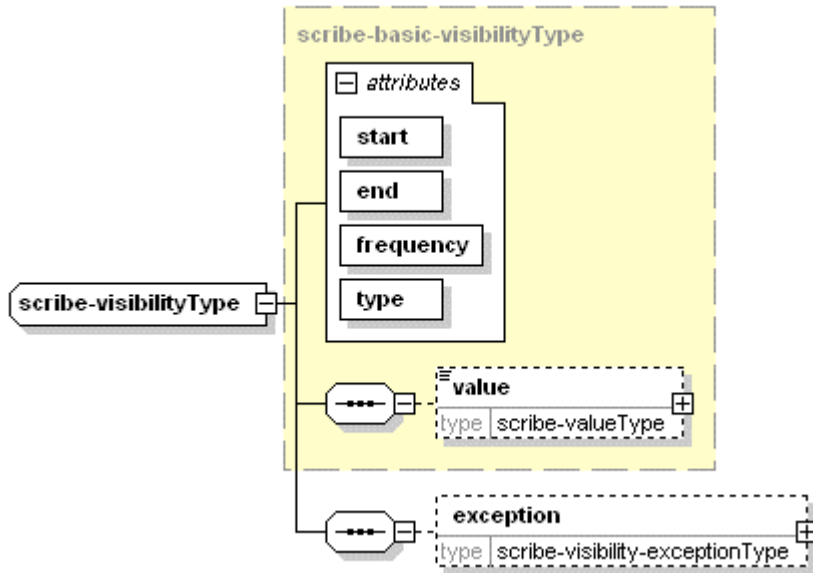 scribe-basic-visibilityType
attributes
start
end
frequency
type
scribe-visibilityType
value
type scribe-valueType
exception
type scribe-visibility-exceptionType